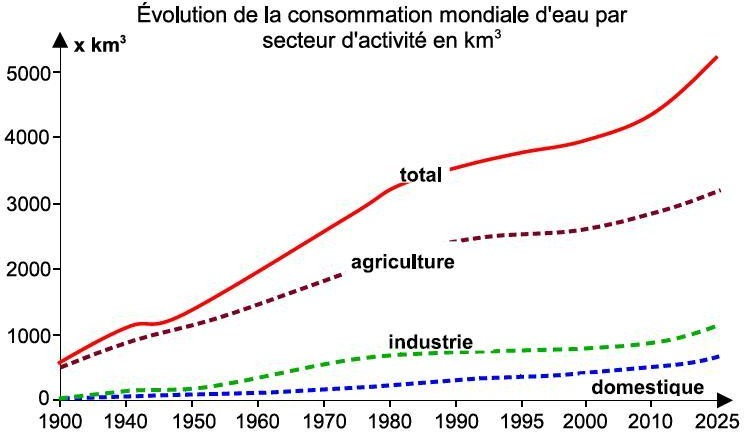 Évolution de la consommation mondiale d'eau par
secteur d'activité en km³
x km³
5000
4000
3000
2000
1000
0
total
agriculture
industrie
domestique
1900 1940 1950 1960 1970 1980 1990 1995 2000 2010 2025